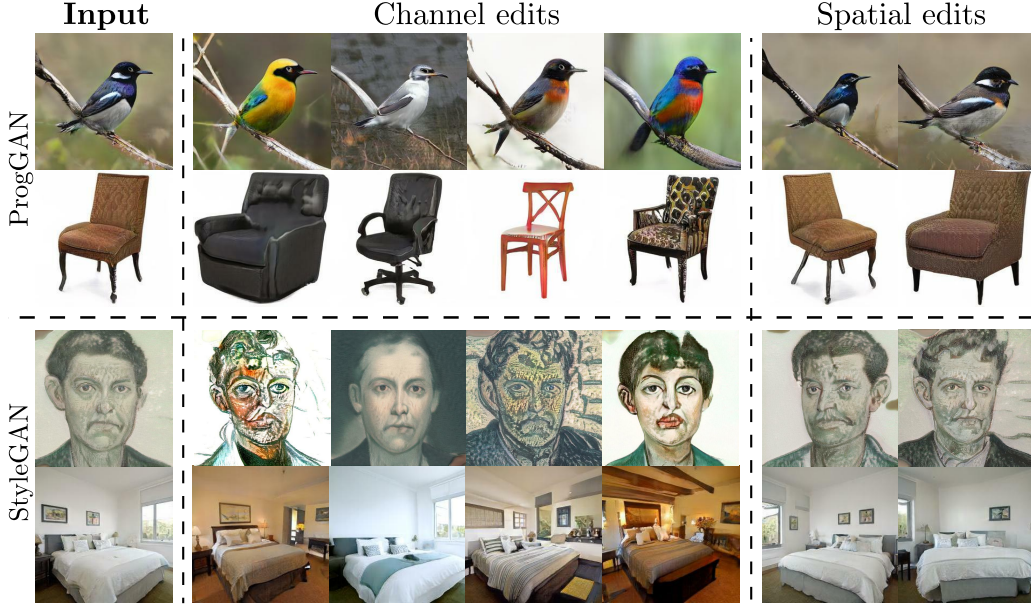 Input
Channel edits
Spatial edits
ProgGAN
StyleGAN